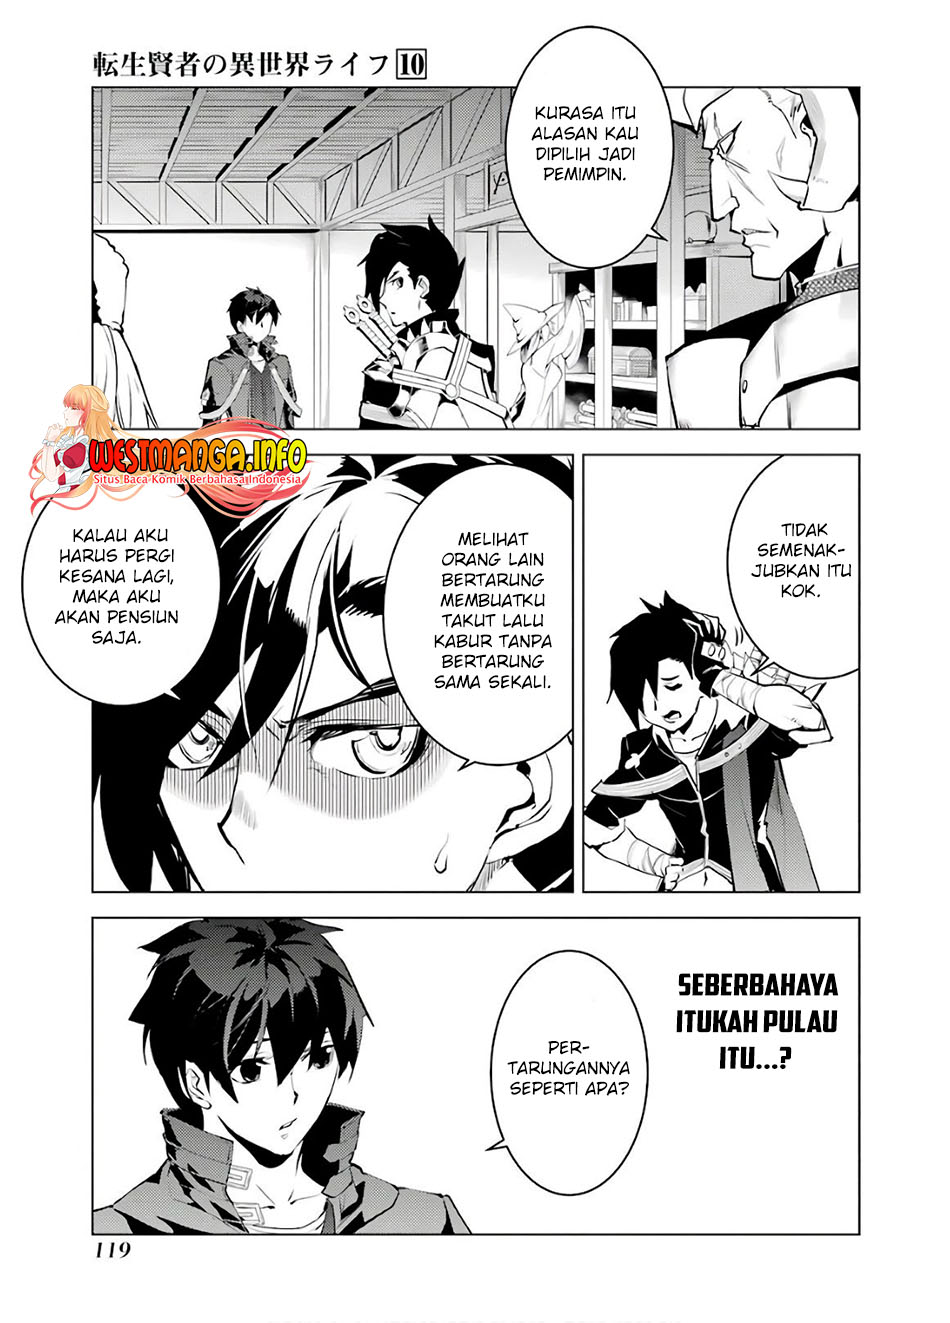 転生賢者の異世界ライフ 10
KURASA ITU
ALASAN KAU
DIPILIH JADI
PEMIMPIN.
WESTMANGA.INFO
Situs Baca Komik Berbahasa Indonesia
TIDAK
SEMENAK-
JUBKAN ITU
KOK.
MELIHAT
ORANG LAIN
BERTARUNG
MEMBUATKU
TAKUT LALU
KABUR TANPA
BERTARUNG
SAMA SEKALI.
KALAU AKU
HARUS PERGI
KESANA LAGI,
MAKA AKU
AKAN PENSIUN
SAJA.
SEBERBAHAYA
ITUKAH PULAU
ITU...?
PER-
TARUNGANNYA
SEPERTI APA?
119